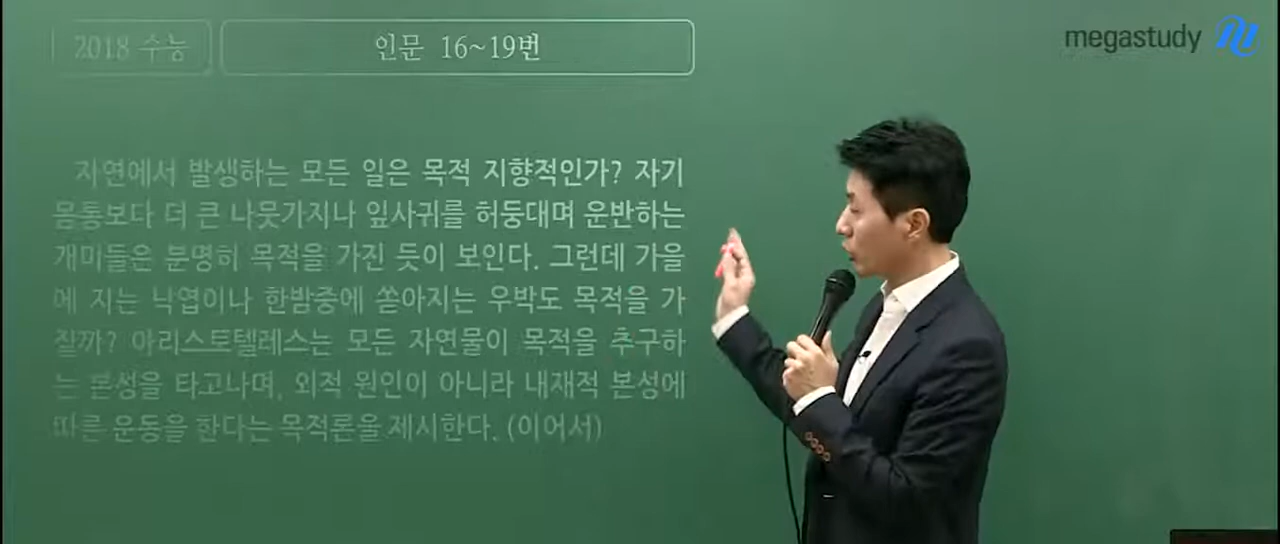 2018 수능
인문 16~19번
megastudy
자연에서 발생하는 모든 일은 목적 지향적인가? 자기
몸통보다 더 큰 나뭇가지나 잎사귀를 허둥대며 운반하는
개미들은 분명히 목적을 가진 듯이 보인다. 그런데 가을
에 지는 낙엽이나 한밤중에 쏟아지는 우박도 목적을 가
질까? 아리스토텔레스는 모든 자연물이 목적을 추구하
는 본성을 타고나며, 외적 원인이 아니라 내재적 본성에
따른 운동을 한다는 목적론을 제시한다. (이어서)